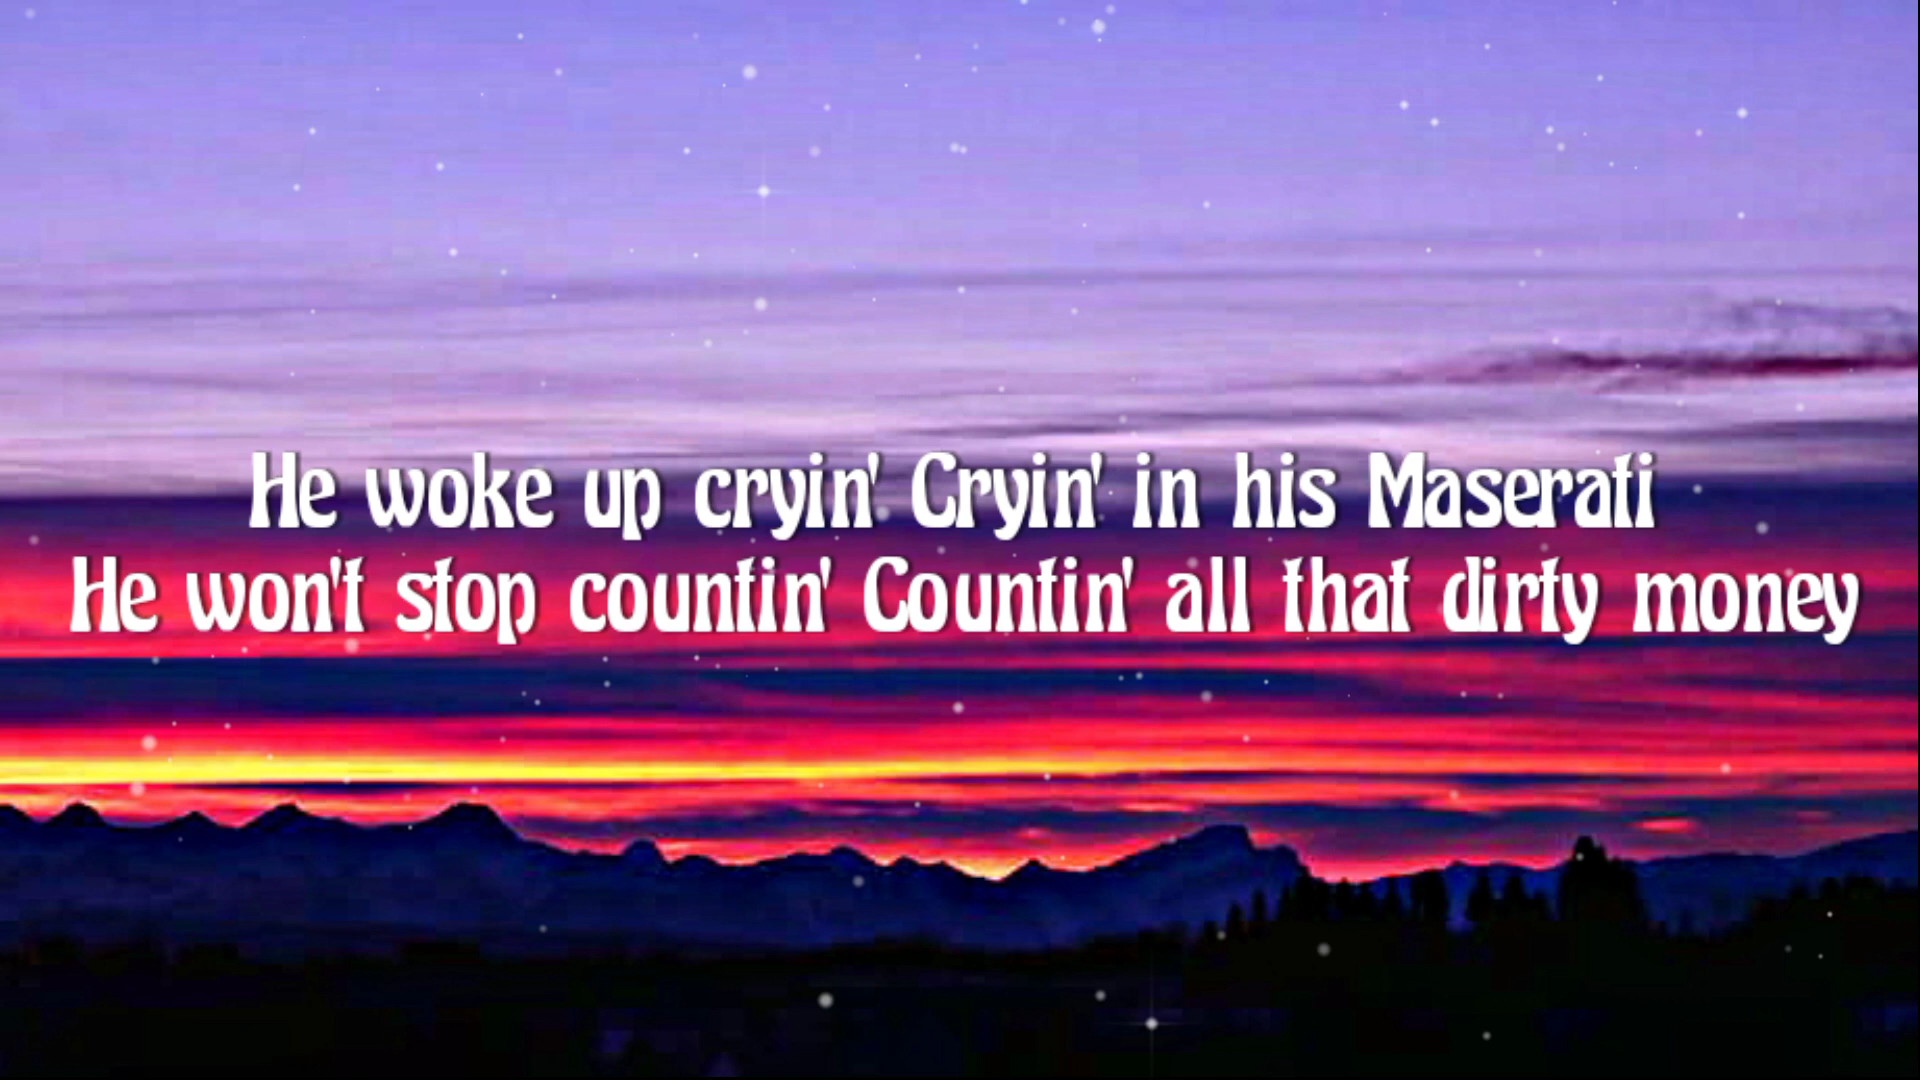 He woke up cryin' Cryin' in his Maserati
He won't stop countin' Countin' all that dirty money